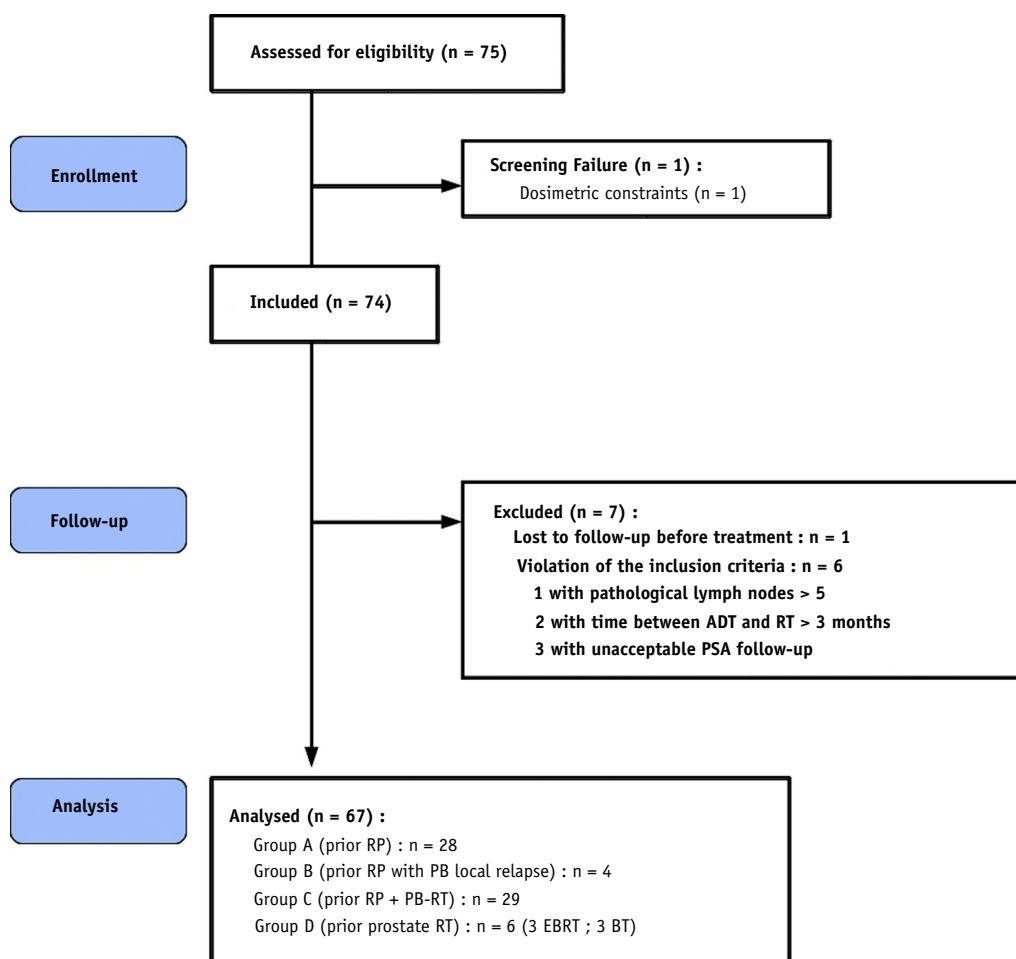 Assessed for eligibility (n = 75)
Enrollment
Screening Failure (n = 1) :
Dosimetric constraints (n = 1)
Included (n = 74)
Follow-up
Excluded (n = 7) :
Lost to follow-up before treatment : n = 1
Violation of the inclusion criteria : n = 6
1 with pathological lymph nodes > 5
2 with time between ADT and RT > 3 months
3 with unacceptable PSA follow-up
Analysis
Analysed (n = 67) :
Group A (prior RP) : n = 28
Group B (prior RP with PB local relapse) : n = 4
Group C (prior RP + PB-RT) : n = 29
Group D (prior prostate RT) : n = 6 (3 EBRT ; 3 BT)